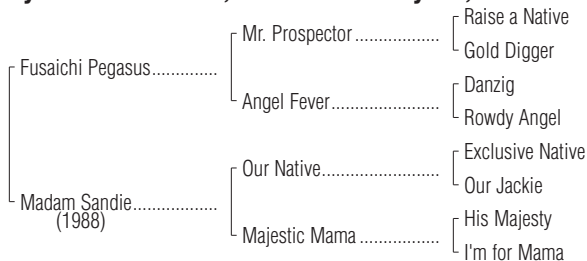 Raise a Native
Mr. Prospector ..................
Gold Digger
Fusaichi Pegasus..............
Danzig
Angel Fever.......................
Rowdy Angel
Exclusive Native
Our Native.........................
Our Jackie
Madam Sandie..................
(1988)
His Majesty
Majestic Mama .................
I'm for Mama